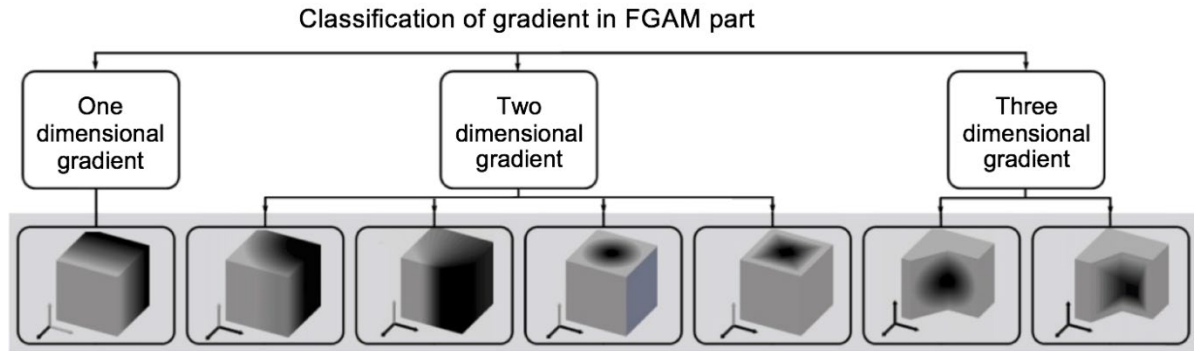 Classification of gradient in FGAM part
One
dimensional
gradient
Two
dimensional
gradient
Three
dimensional
gradient